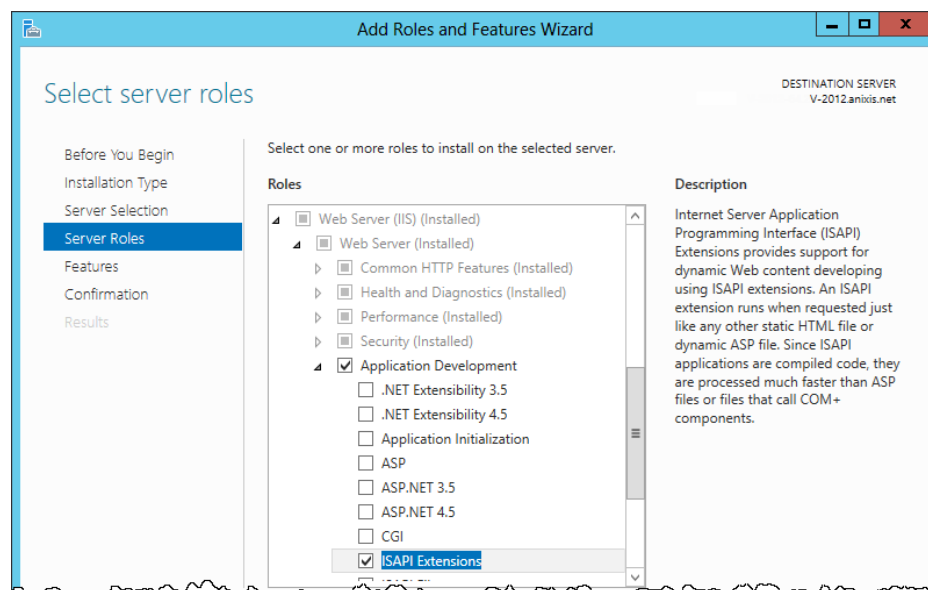 Add Roles and Features Wizard
Select server roles
DESTINATION SERVER
V-2012.anixis.net
Before You Begin
Installation Type
Server Selection
Server Roles
Features
Confirmation
Results
Select one or more roles to install on the selected server.
Roles
Web Server (IIS) (Installed)
Web Server (Installed)
Common HTTP Features (Installed)
Health and Diagnostics (Installed)
Performance (Installed)
Security (Installed)
Application Development
.NET Extensibility 3.5
.NET Extensibility 4.5
Application Initialization
ASP
ASP.NET 3.5
ASP.NET 4.5
CGI
ISAPI Extensions
Description
Internet Server Application
Programming Interface (ISAPI)
Extensions provides support for
dynamic Web content developing
using ISAPI extensions. An ISAPI
extension runs when requested just
like any other static HTML file or
dynamic ASP file. Since ISAPI
applications are compiled code, they
are processed much faster than ASP
files or files that call COM+
components.